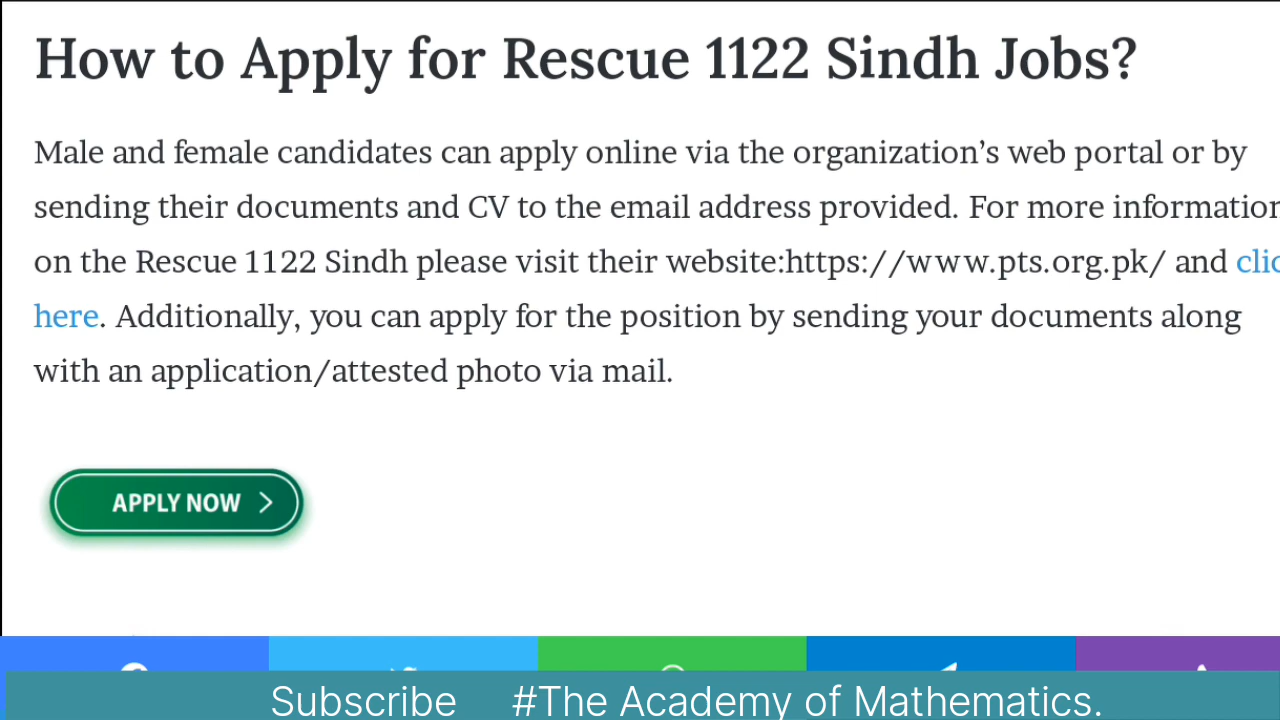 How to Apply for Rescue 1122 Sindh Jobs?
Male and female candidates can apply online via the organization’s web portal or by
sending their documents and CV to the email address provided. For more information
on the Rescue 1122 Sindh please visit their website:https://www.pts.org.pk/ and clic
here. Additionally, you can apply for the position by sending your documents along
with an application/attested photo via mail.
APPLY NOW
Subscribe #The Academy of Mathematics.